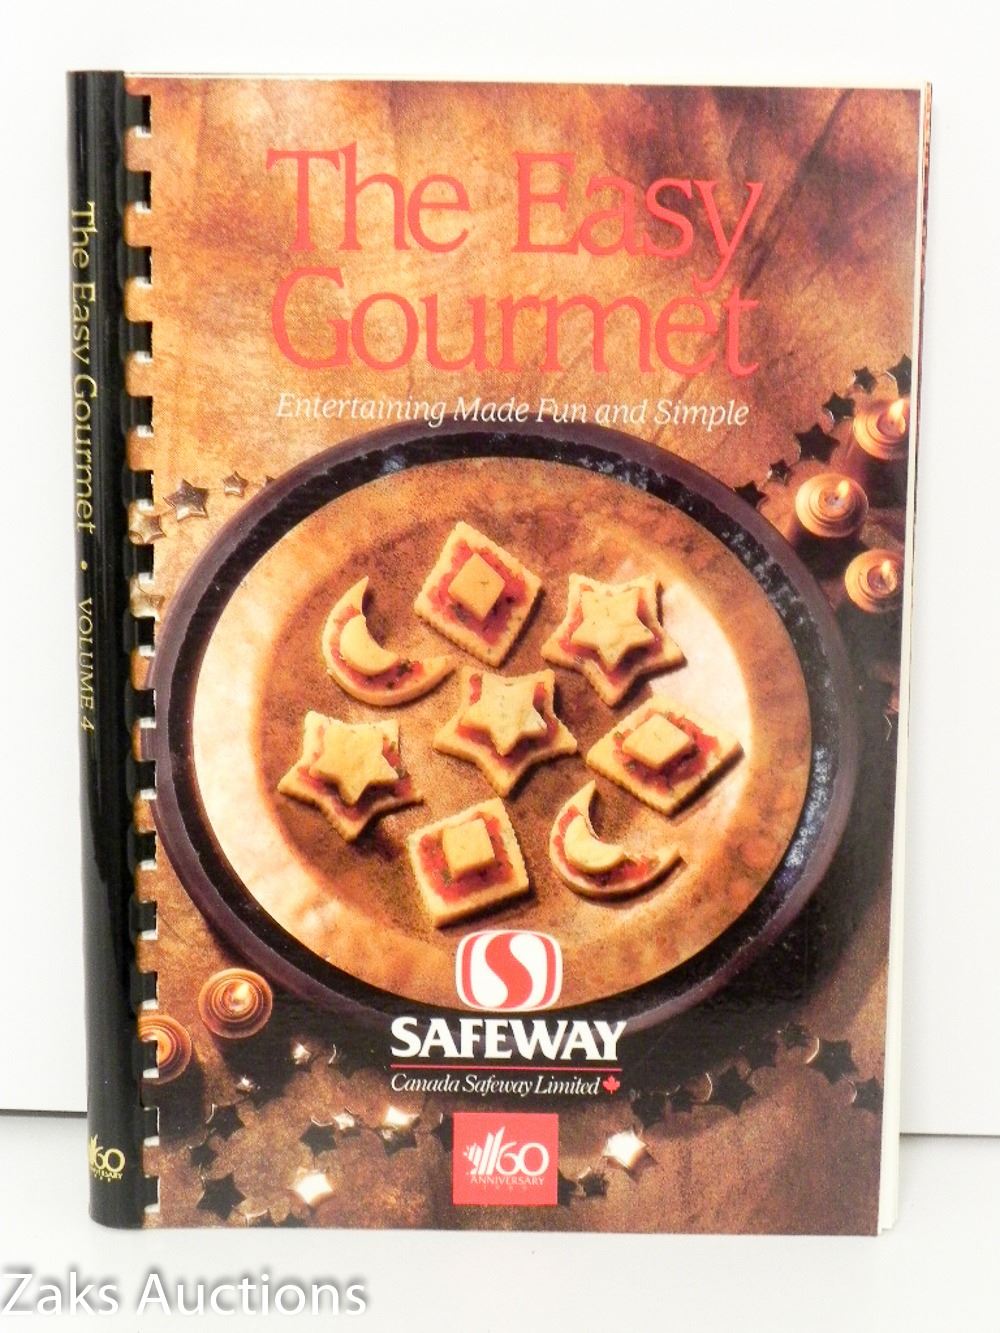 The Easy
Gourmet
Entertaining Made Fun and Simple
The Easy Gourmet • VOLUME 4
SAFEWAY
Canada Safeway Limited
60
ANNIVERSARY
60
Zaks Auctions